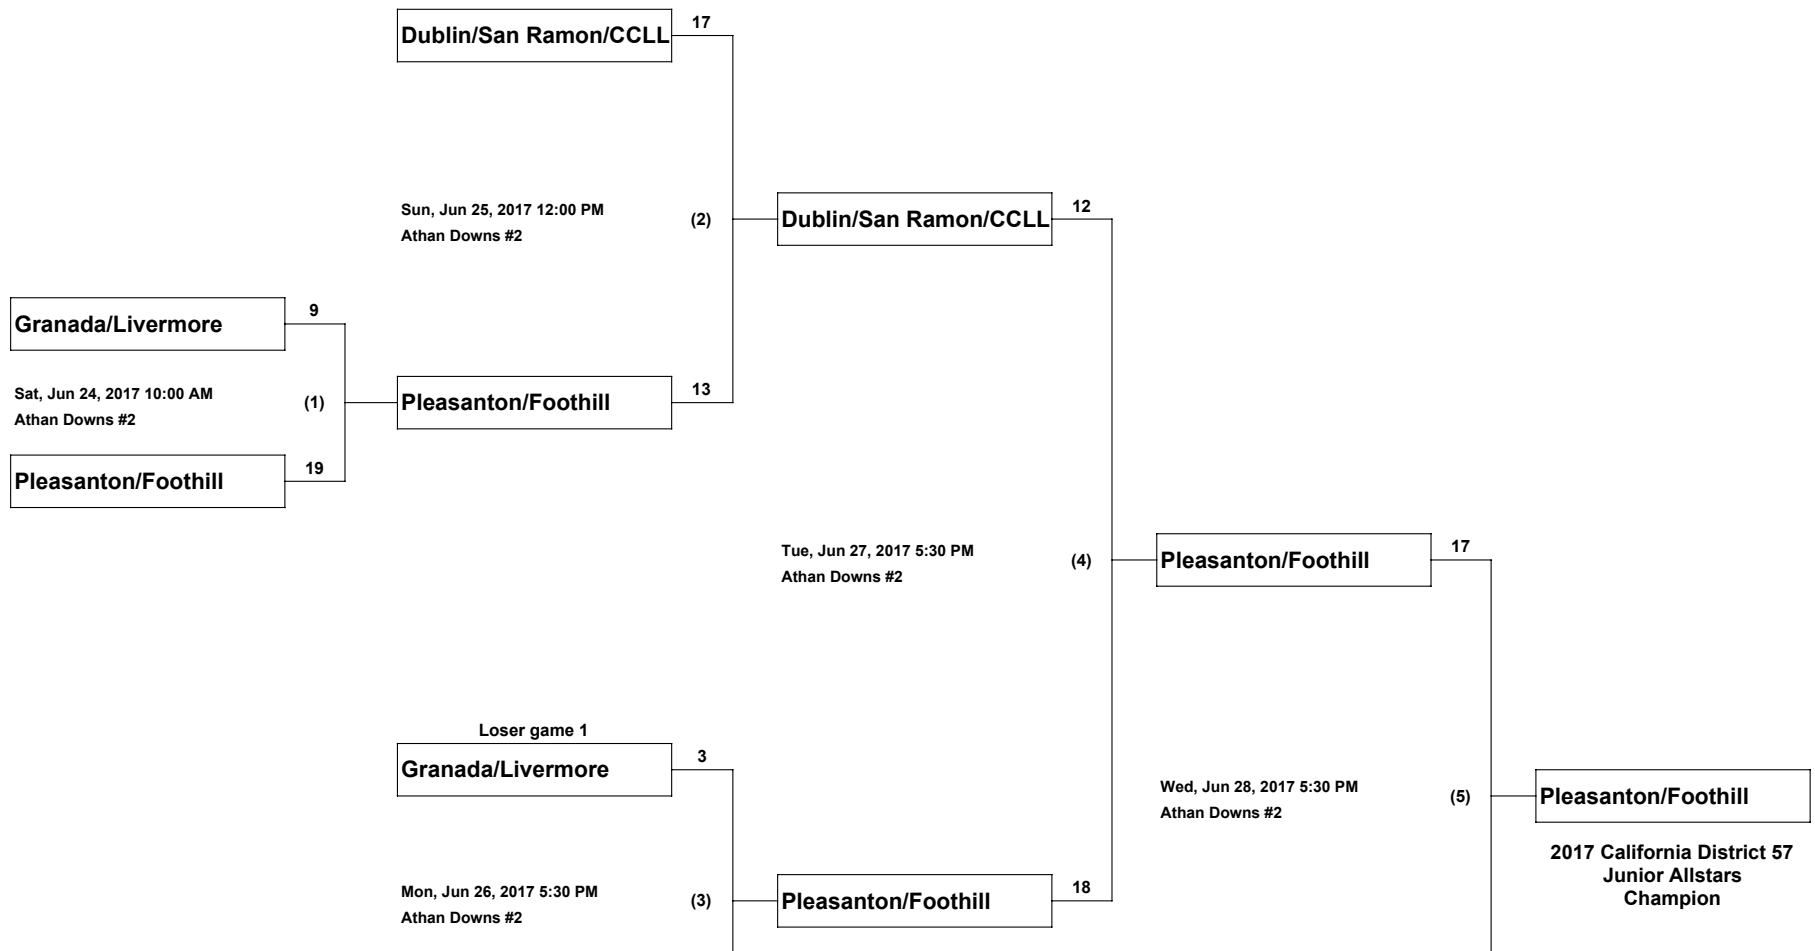 Dublin/San Ramon/CCLL
17
Sun, Jun 25, 2017 12:00 PM
Athan Downs #2
(2)
Dublin/San Ramon/CCLL
12
Granada/Livermore
9
Sat, Jun 24, 2017 10:00 AM
Athan Downs #2
(1)
Pleasanton/Foothill
13
Pleasanton/Foothill
19
Tue, Jun 27, 2017 5:30 PM
Athan Downs #2
(4)
Pleasanton/Foothill
17
Loser game 1
Granada/Livermore
3
Wed, Jun 28, 2017 5:30 PM
Athan Downs #2
(5)
Pleasanton/Foothill
2017 California District 57
Junior Allstars
Champion
Mon, Jun 26, 2017 5:30 PM
Athan Downs #2
(3)
Pleasanton/Foothill
18